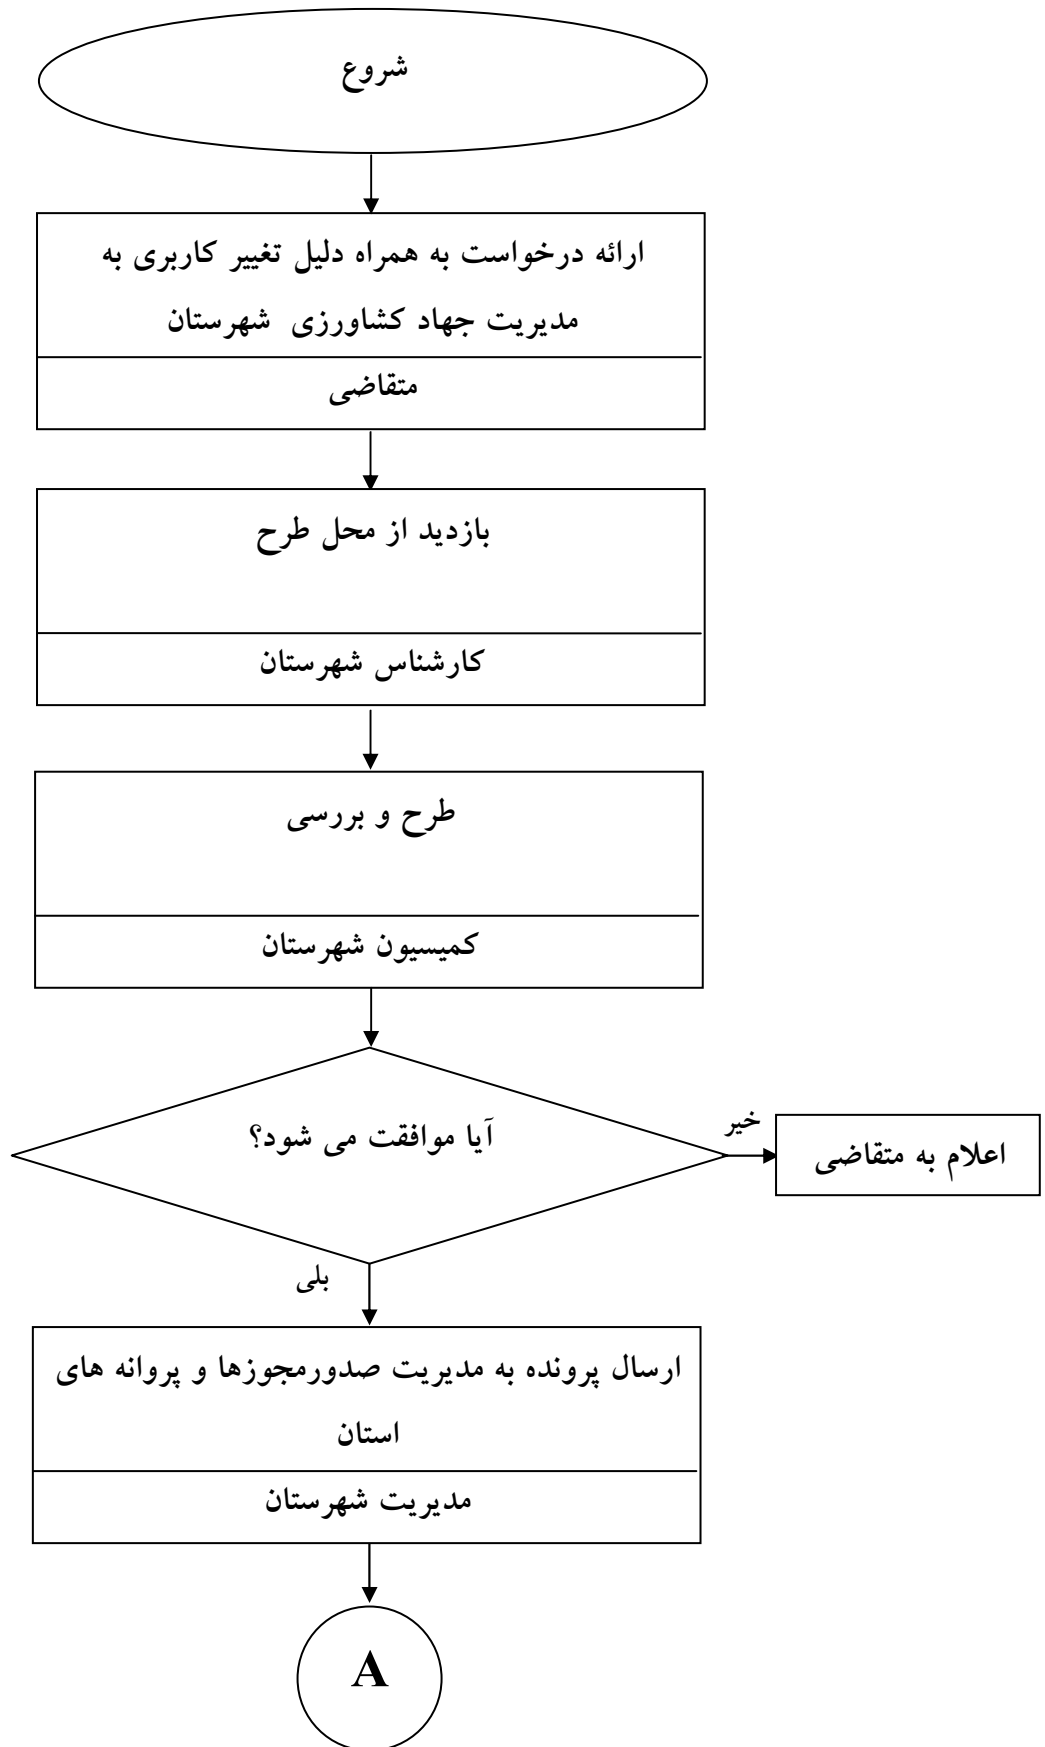 شروع
ارائه درخواست به همراه دلیل تغییر کاربری به
مدیریت جهاد کشاورزی شهرستان
متقاضی
بازدید از محل طرح
کارشناس شهرستان
طرح و بررسی
کمیسیون شهرستان
آیا موافقت می شود؟
خیر
اعلام به متقاضی
بلی
ارسال پرونده به مدیریت صدورمجوزها و پروانه های
استان
مدیریت شهرستان
A